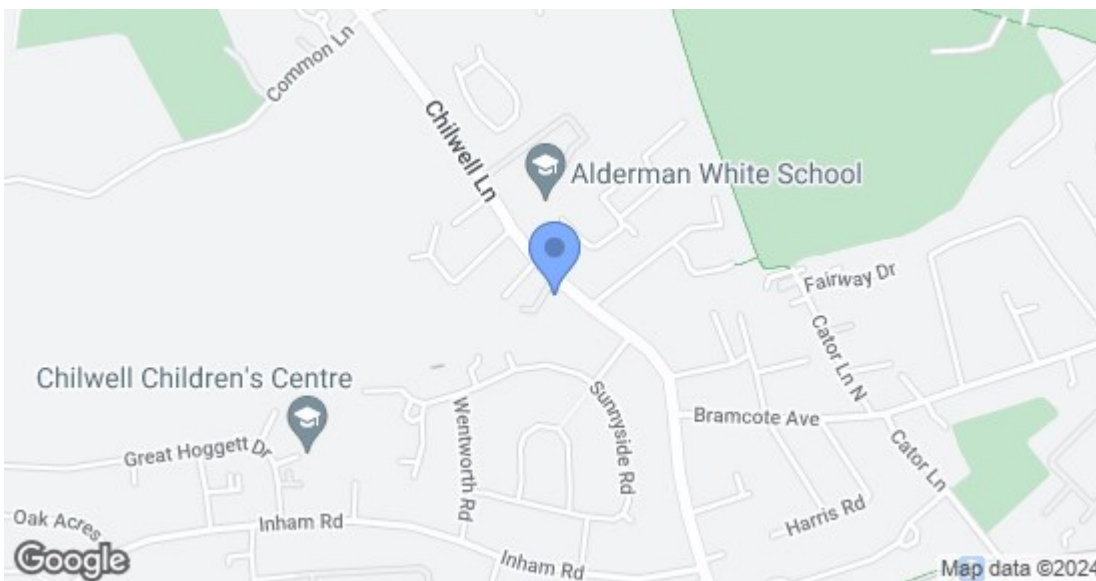 Common Ln
Chilwell Ln
Alderman White School
Fairway Dr
Cator Ln N
Chilwell Children's Centre
Sunnyside Rd
Wentworth Rd
Bramcote Ave
Great Hoggett Dr
Cator Ln
Harris Rd
Oak Acres
Inham Rd
Inham Rd
Google
Map data ©2024